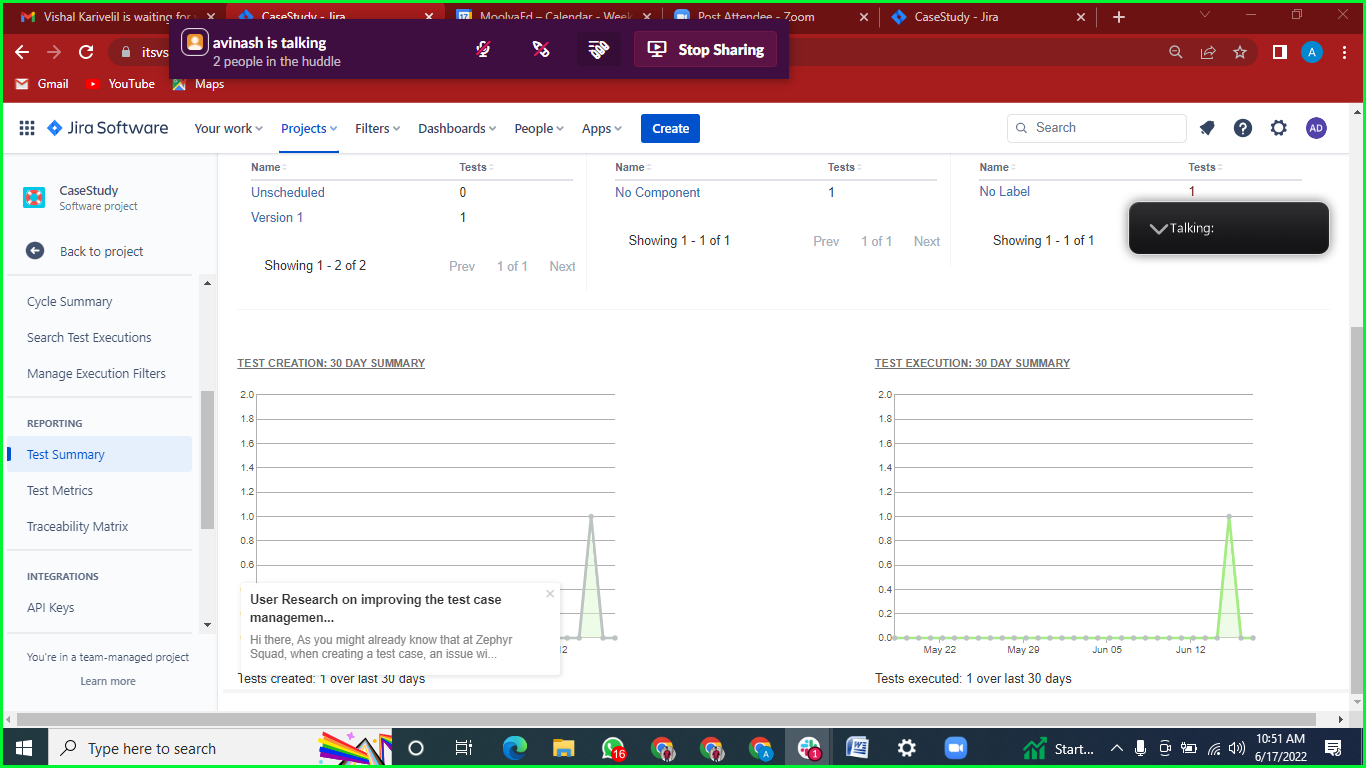 Vishal Karivelil is waiting for
CaseStudy - Jira
MoolyaEd - Calendar - Week
Post Attendee - Zoom
CaseStudy - Jira
avinash is talking
2 people in the huddle
Stop Sharing
itsvs
A
Gmail
YouTube
Maps
Jira Software
Your work
Projects
Filters
Dashboards
People
Apps
Create
Search
AD
CaseStudy
Software project
Back to project
Cycle Summary
Search Test Executions
Manage Execution Filters
REPORTING
Test Summary
Test Metrics
Traceability Matrix
INTEGRATIONS
API Keys
You're in a team-managed project
Learn more
Name Tests
Unscheduled 0
Version 1 1
Showing 1 - 2 of 2 Prev 1 of 1 Next
Name Tests
No Component 1
Showing 1 - 1 of 1 Prev 1 of 1 Next
Name Tests
No Label 1
Showing 1 - 1 of 1
Talking:
TEST CREATION: 30 DAY SUMMARY
2.0
1.8
1.6
1.4
1.2
1.0
0.8
0.6
12
User Research on improving the test case
managemen...
Hi there, As you might already know that at Zephyr
Squad, when creating a test case, an issue wi...
Tests created: 1 over last 30 days
TEST EXECUTION: 30 DAY SUMMARY
2.0
1.8
1.6
1.4
1.2
1.0
0.8
0.6
0.4
0.2
0.0
May 22 May 29 Jun 05 Jun 12
Tests executed: 1 over last 30 days
Type here to search
16
A
1
Start...
10:51 AM
6/17/2022